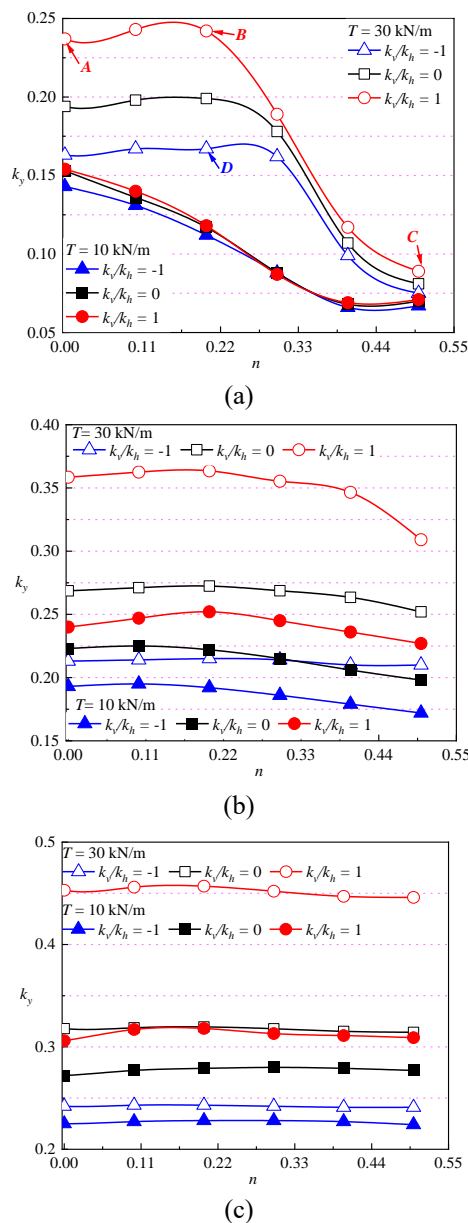 0.25
0.20
0.15
0.10
0.05
k_y
A
B
C
D
T = 30 kN/m
k_v/k_h = -1
k_v/k_h = 0
k_v/k_h = 1
T = 10 kN/m
k_v/k_h = -1
k_v/k_h = 0
k_v/k_h = 1
0.00 0.11 0.22 0.33 0.44 0.55
n
(a)
0.40
0.35
0.30
0.25
0.20
0.15
k_y
T= 30 kN/m
k_v/k_h = -1 k_v/k_h = 0 k_v/k_h = 1
T= 10 kN/m
k_v/k_h = -1 k_v/k_h = 0 k_v/k_h = 1
0.00 0.11 0.22 0.33 0.44 0.55
n
(b)
0.5
0.4
0.3
0.2
k_y
T = 30 kN/m
k_v/k_h = -1 k_v/k_h = 0 k_v/k_h = 1
T = 10 kN/m
k_v/k_h = -1 k_v/k_h = 0 k_v/k_h = 1
0.00 0.11 0.22 0.33 0.44 0.55
n
(c)